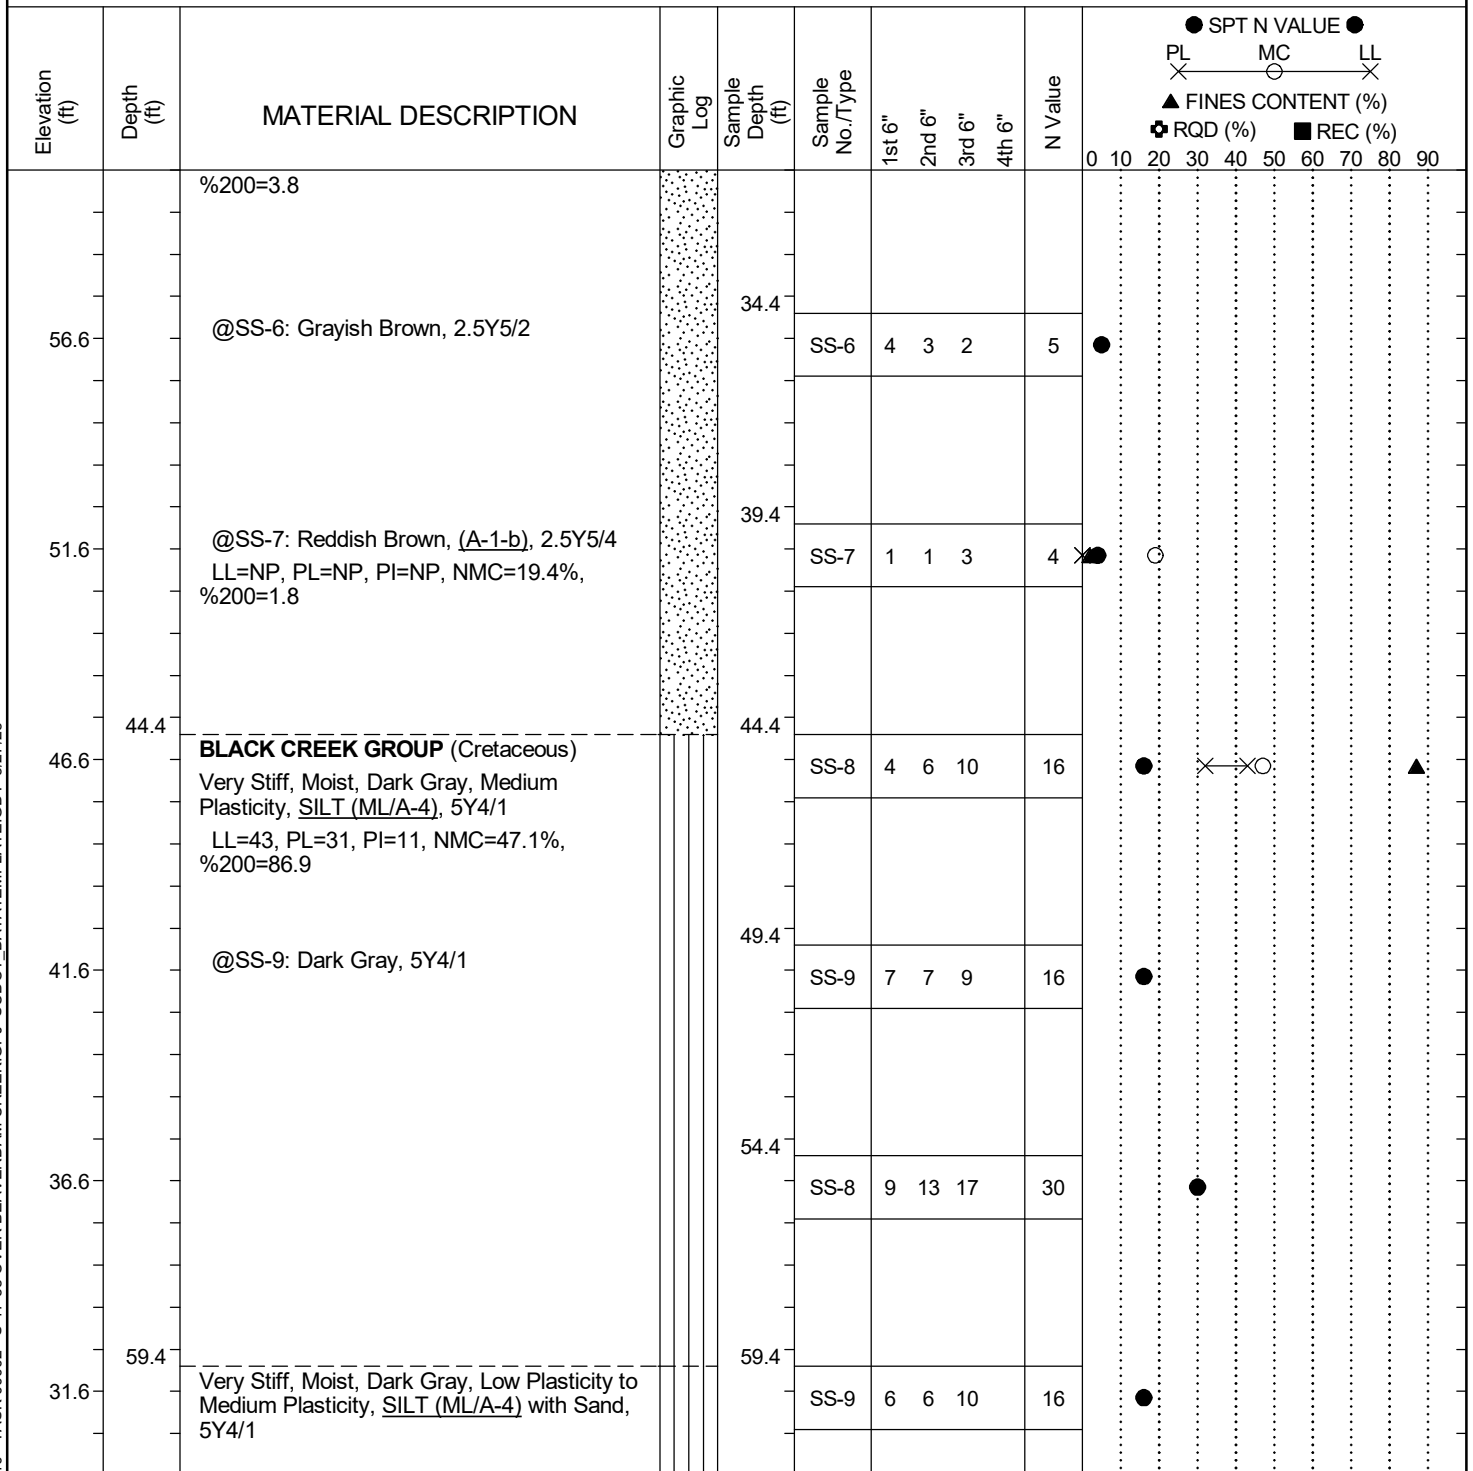 Elevation (ft)
Depth (ft)
MATERIAL DESCRIPTION
Graphic Log
Sample Depth (ft)
Sample No./Type
1st 6"
2nd 6"
3rd 6"
4th 6"
N Value
SPT N VALUE
PL MC LL
FINES CONTENT (%)
RQD (%) REC (%)
0 10 20 30 40 50 60 70 80 90
%200=3.8
34.4
56.6 @SS-6: Grayish Brown, 2.5Y5/2 SS-6 4 3 2 5
39.4
51.6 @SS-7: Reddish Brown, (A-1-b), 2.5Y5/4 SS-7 1 1 3 4
LL=NP, PL=NP, PI=NP, NMC=19.4%,
%200=1.8
44.4 44.4
46.6 BLACK CREEK GROUP (Cretaceous) SS-8 4 6 10 16
Very Stiff, Moist, Dark Gray, Medium
Plasticity, SILT (ML/A-4), 5Y4/1
LL=43, PL=31, PI=11, NMC=47.1%,
%200=86.9
49.4
41.6 @SS-9: Dark Gray, 5Y4/1 SS-9 7 7 9 16
54.4
36.6 SS-8 9 13 17 30
59.4 59.4
31.6 Very Stiff, Moist, Dark Gray, Low Plasticity to SS-9 6 6 10 16
Medium Plasticity, SILT (ML/A-4) with Sand,
5Y4/1